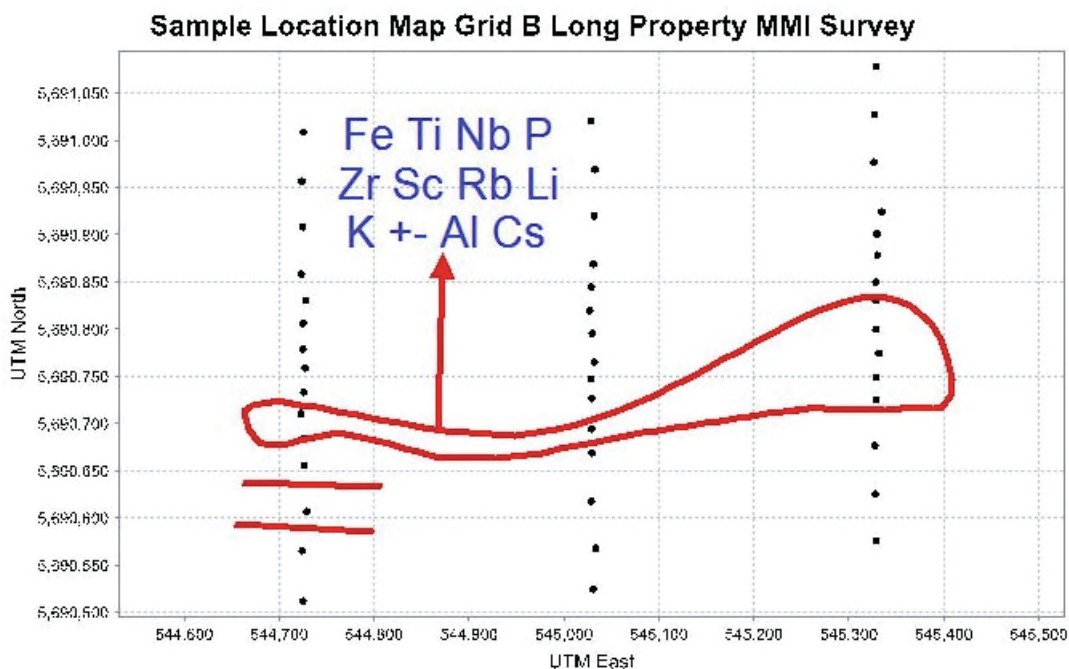 Sample Location Map Grid B Long Property MMI Survey
5,691,050
5,691,000
5,690,950
5,690,900
5,690,850
5,690,800
5,690,750
5,690,700
5,690,650
5,690,600
5,690,550
5,690,500
UTM North
Fe Ti Nb P
Zr Sc Rb Li
K +- Al Cs
544,600 544,700 544,800 544,900 545,000 545,100 545,200 545,300 545,400 545,500
UTM East